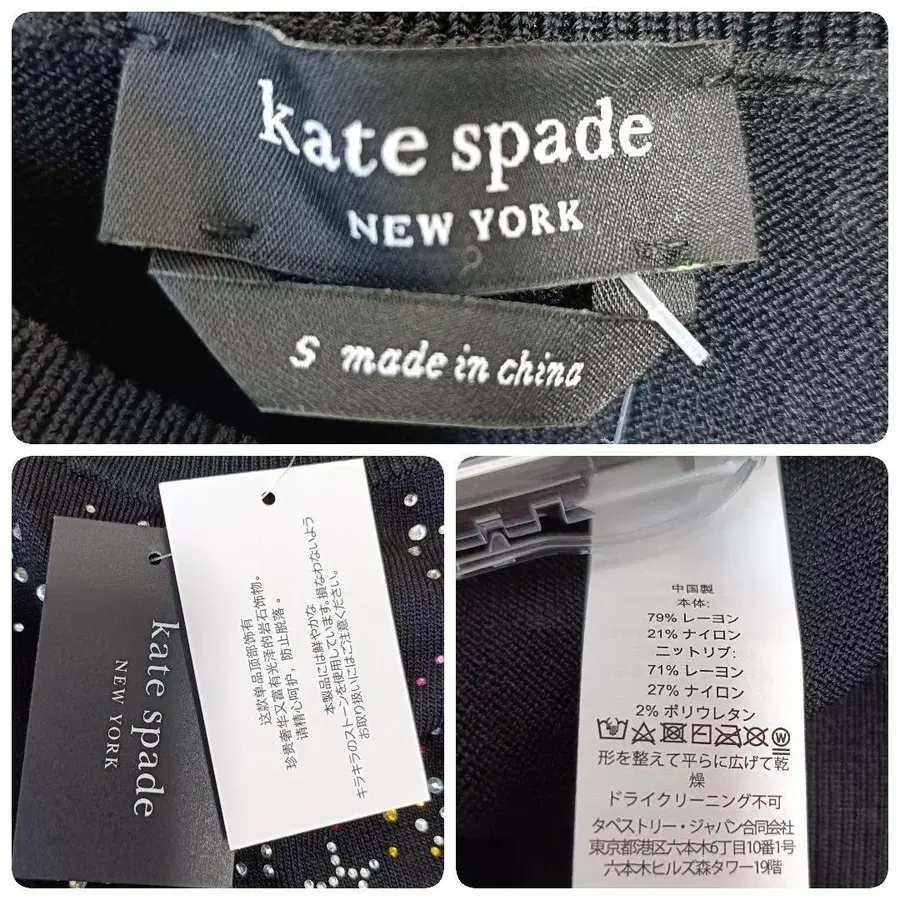 kate spade
NEW YORK
S made in china
kate spade
NEW YORK
这款单品顶部饰有
珍贵奢华又富有光泽的岩石饰物。
请精心呵护，防止脱落。
本製品には鮮やかな
キラキラのストーンを使用しています。損なわないよう
お取り扱いにはご注意ください。
中国製
本体:
79% レーヨン
21% ナイロン
ニットリブ:
71% レーヨン
27% ナイロン
2% ポリウレタン
形を整えて平らに広げて乾
燥
ドライクリーニング不可
タペストリー・ジャパン合同会社
東京都港区六本木6丁目10番1号
六本木ヒルズ森タワー19階